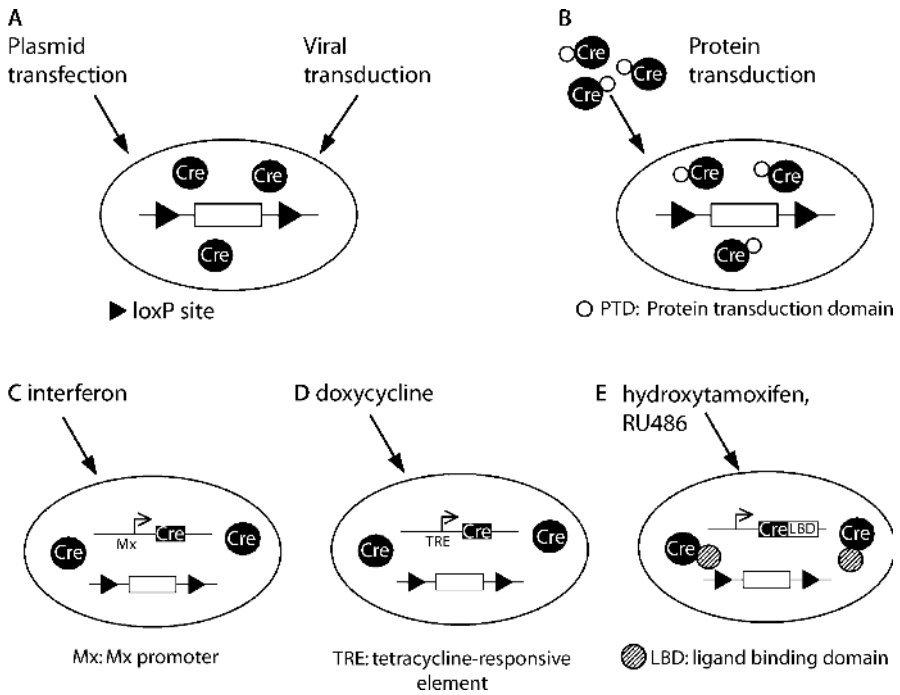 A
Plasmid
transfection
Viral
transduction
Cre
Cre
Cre
loxP site
B
Cre
Cre
Cre
Protein
transduction
Cre
Cre
Cre
PTD: Protein transduction domain
C interferon
Cre
Mx
Cre
Cre
Mx: Mx promoter
D doxycycline
Cre
TRE
Cre
Cre
TRE: tetracycline-responsive
element
E hydroxytamoxifen,
RU486
Cre
Cre LBD
Cre
LBD: ligand binding domain